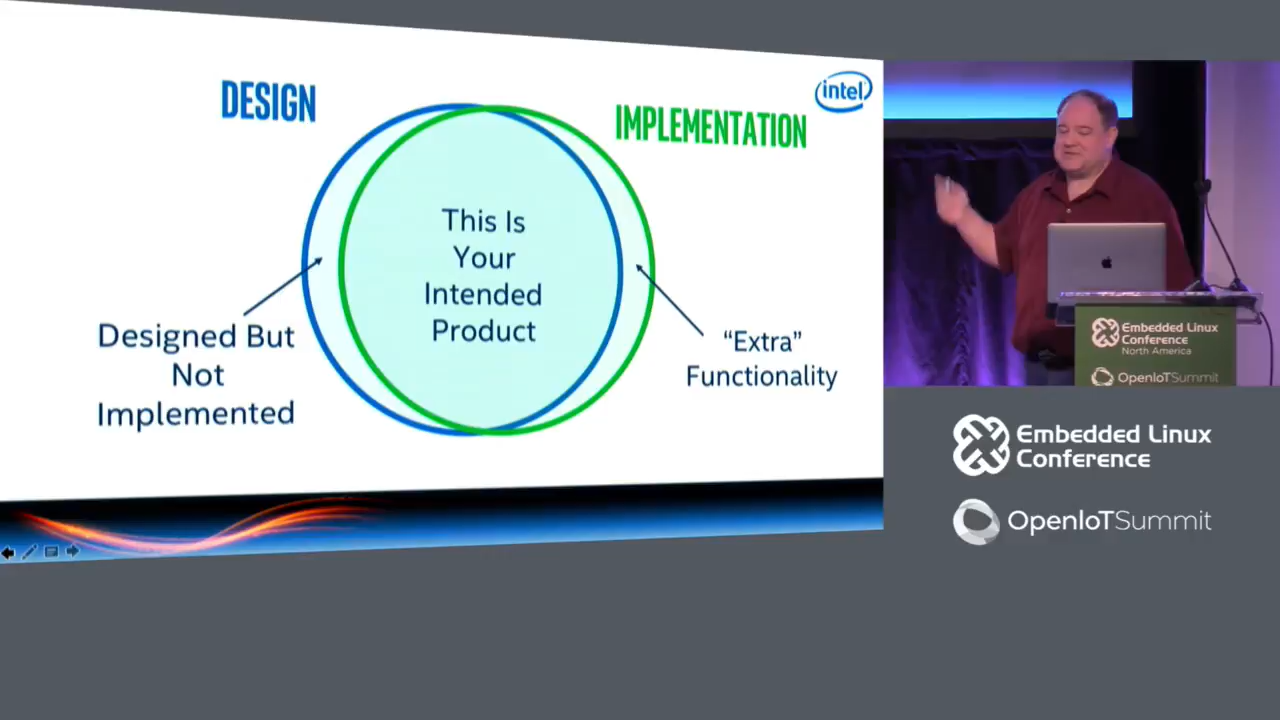 DESIGN
intel
IMPLEMENTATION
This Is
Your
Intended
Product
Designed But
Not
Implemented
“Extra”
Functionality
Embedded Linux
Conference
North America
OpenIoTSummit
Embedded Linux
Conference
OpenIoTSummit